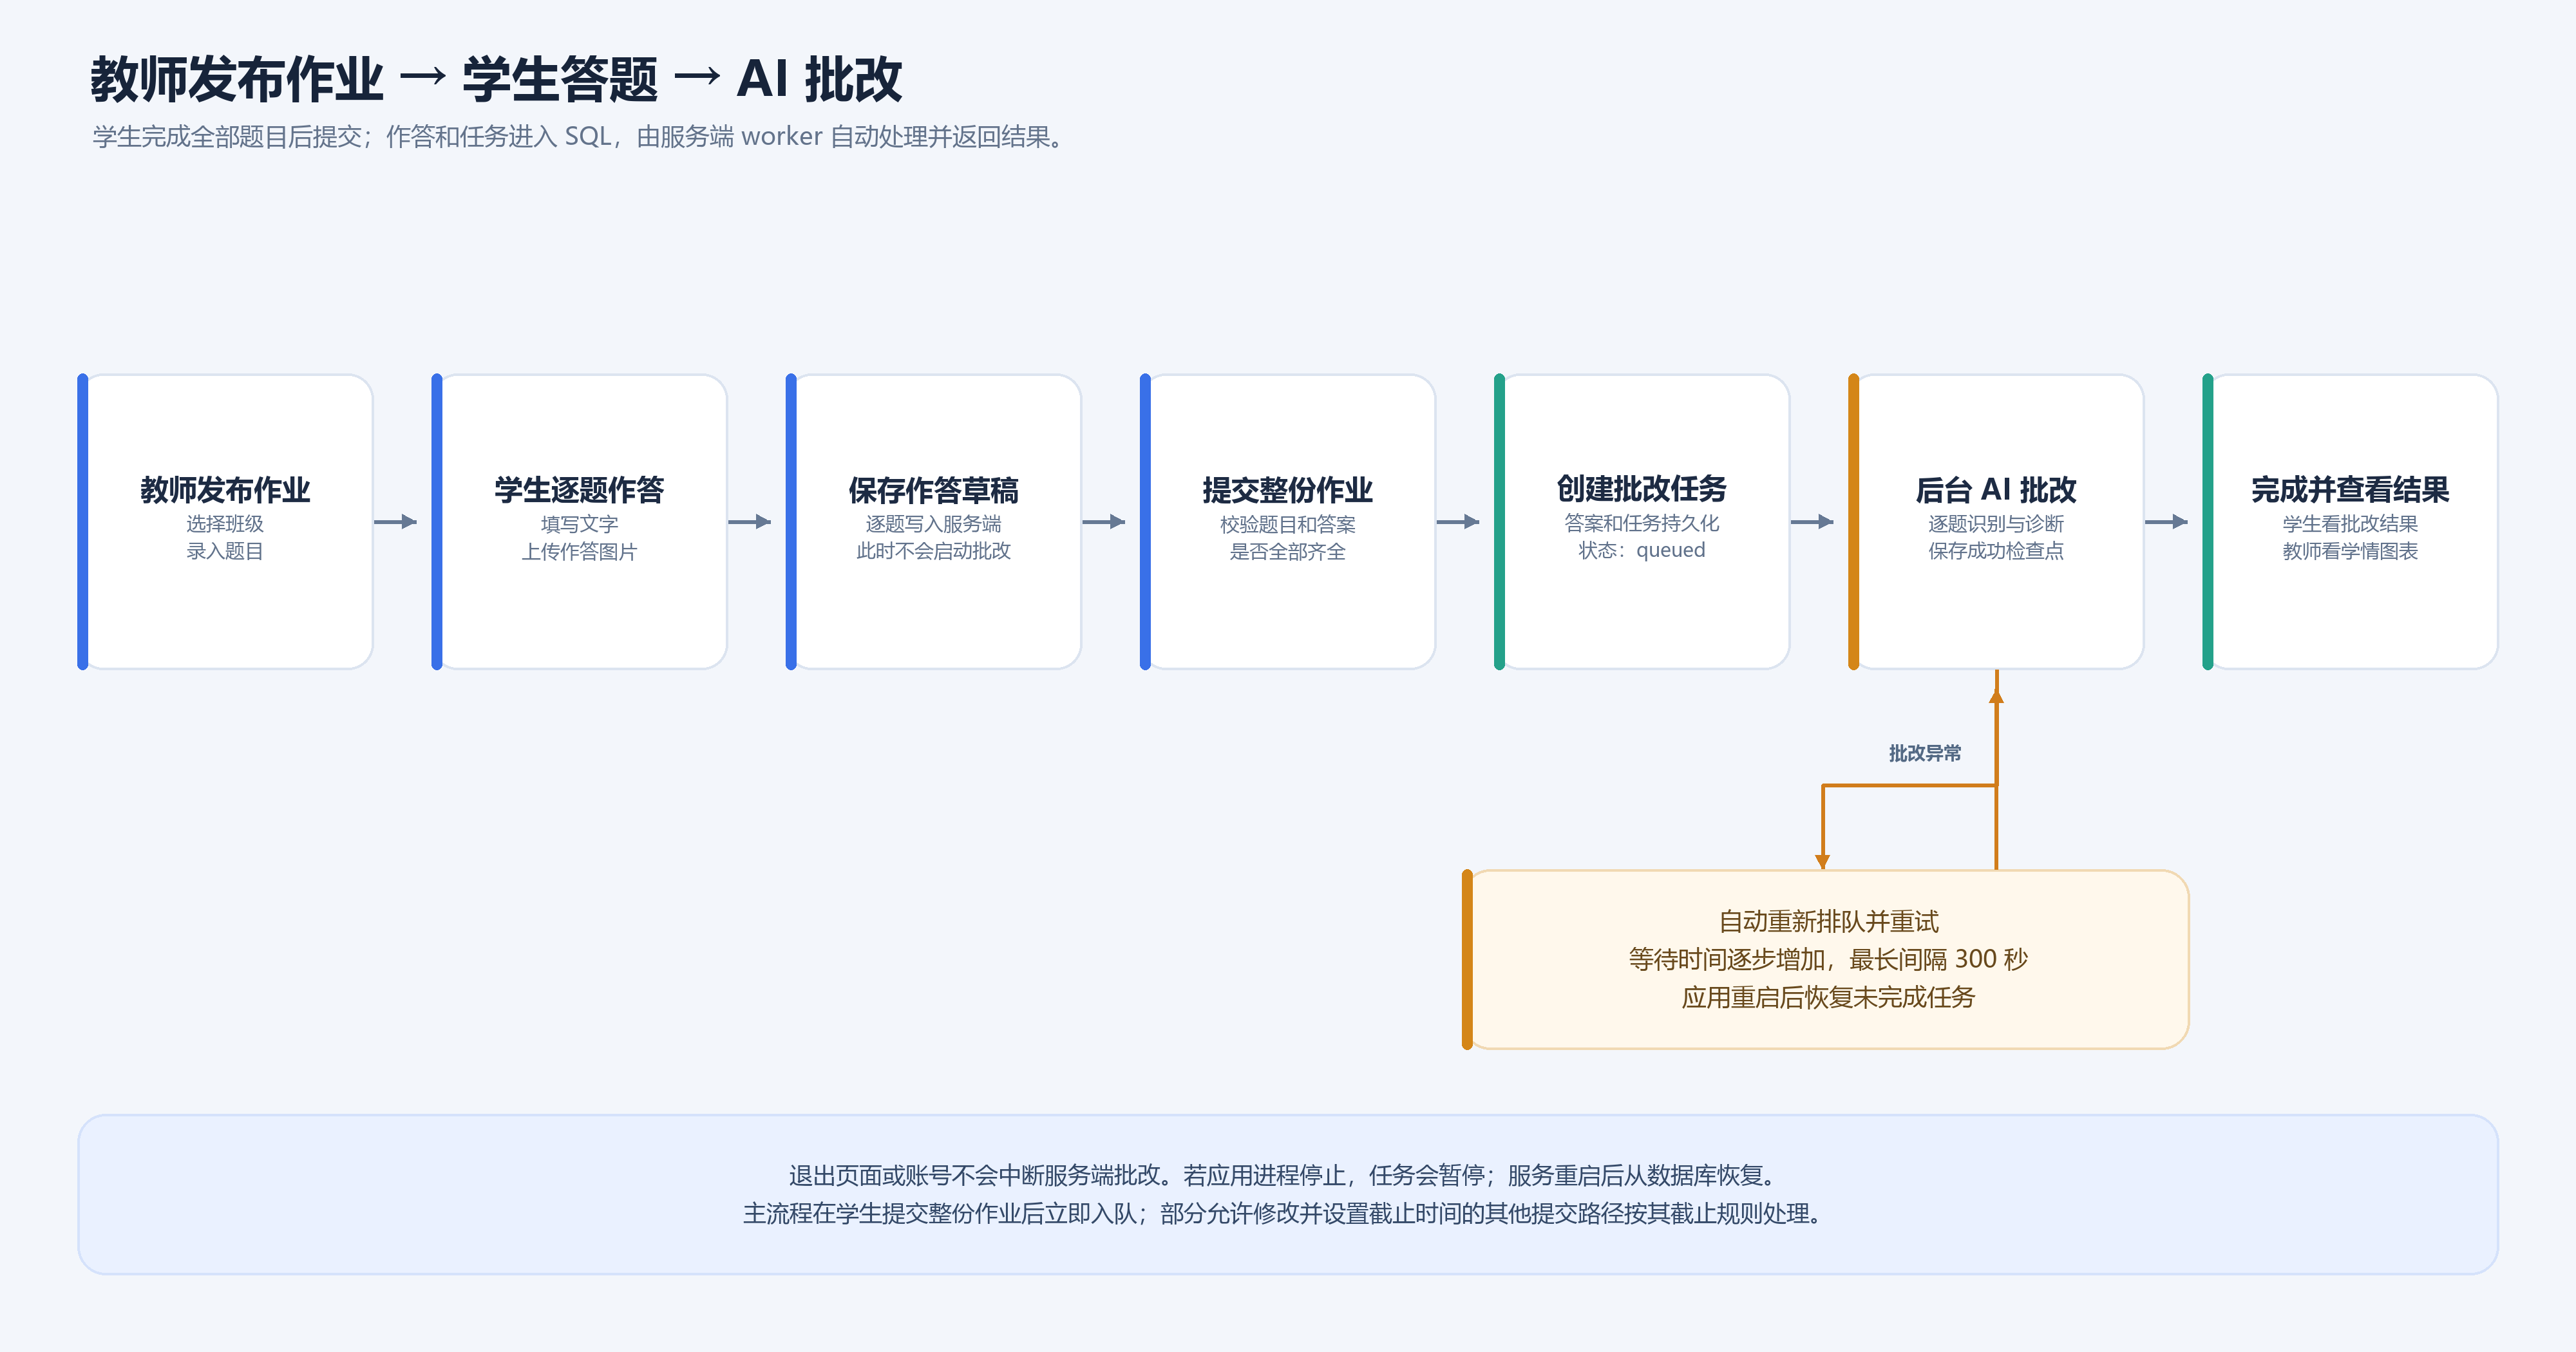 教师发布作业 → 学生答题 → AI 批改
学生完成全部题目后提交；作答和任务进入 SQL，由服务端 worker 自动处理并返回结果。
教师发布作业
选择班级
录入题目
学生逐题作答
填写文字
上传作答图片
保存作答草稿
逐题写入服务端
此时不会启动批改
提交整份作业
校验题目和答案
是否全部齐全
创建批改任务
答案和任务持久化
状态：queued
后台 AI 批改
逐题识别与诊断
保存成功检查点
完成并查看结果
学生看批改结果
教师看学情图表
批改异常
自动重新排队并重试
等待时间逐步增加，最长间隔 300 秒
应用重启后恢复未完成任务
退出页面或账号不会中断服务端批改。若应用进程停止，任务会暂停；服务重启后从数据库恢复。
主流程在学生提交整份作业后立即入队；部分允许修改并设置截止时间的其他提交路径按其截止规则处理。